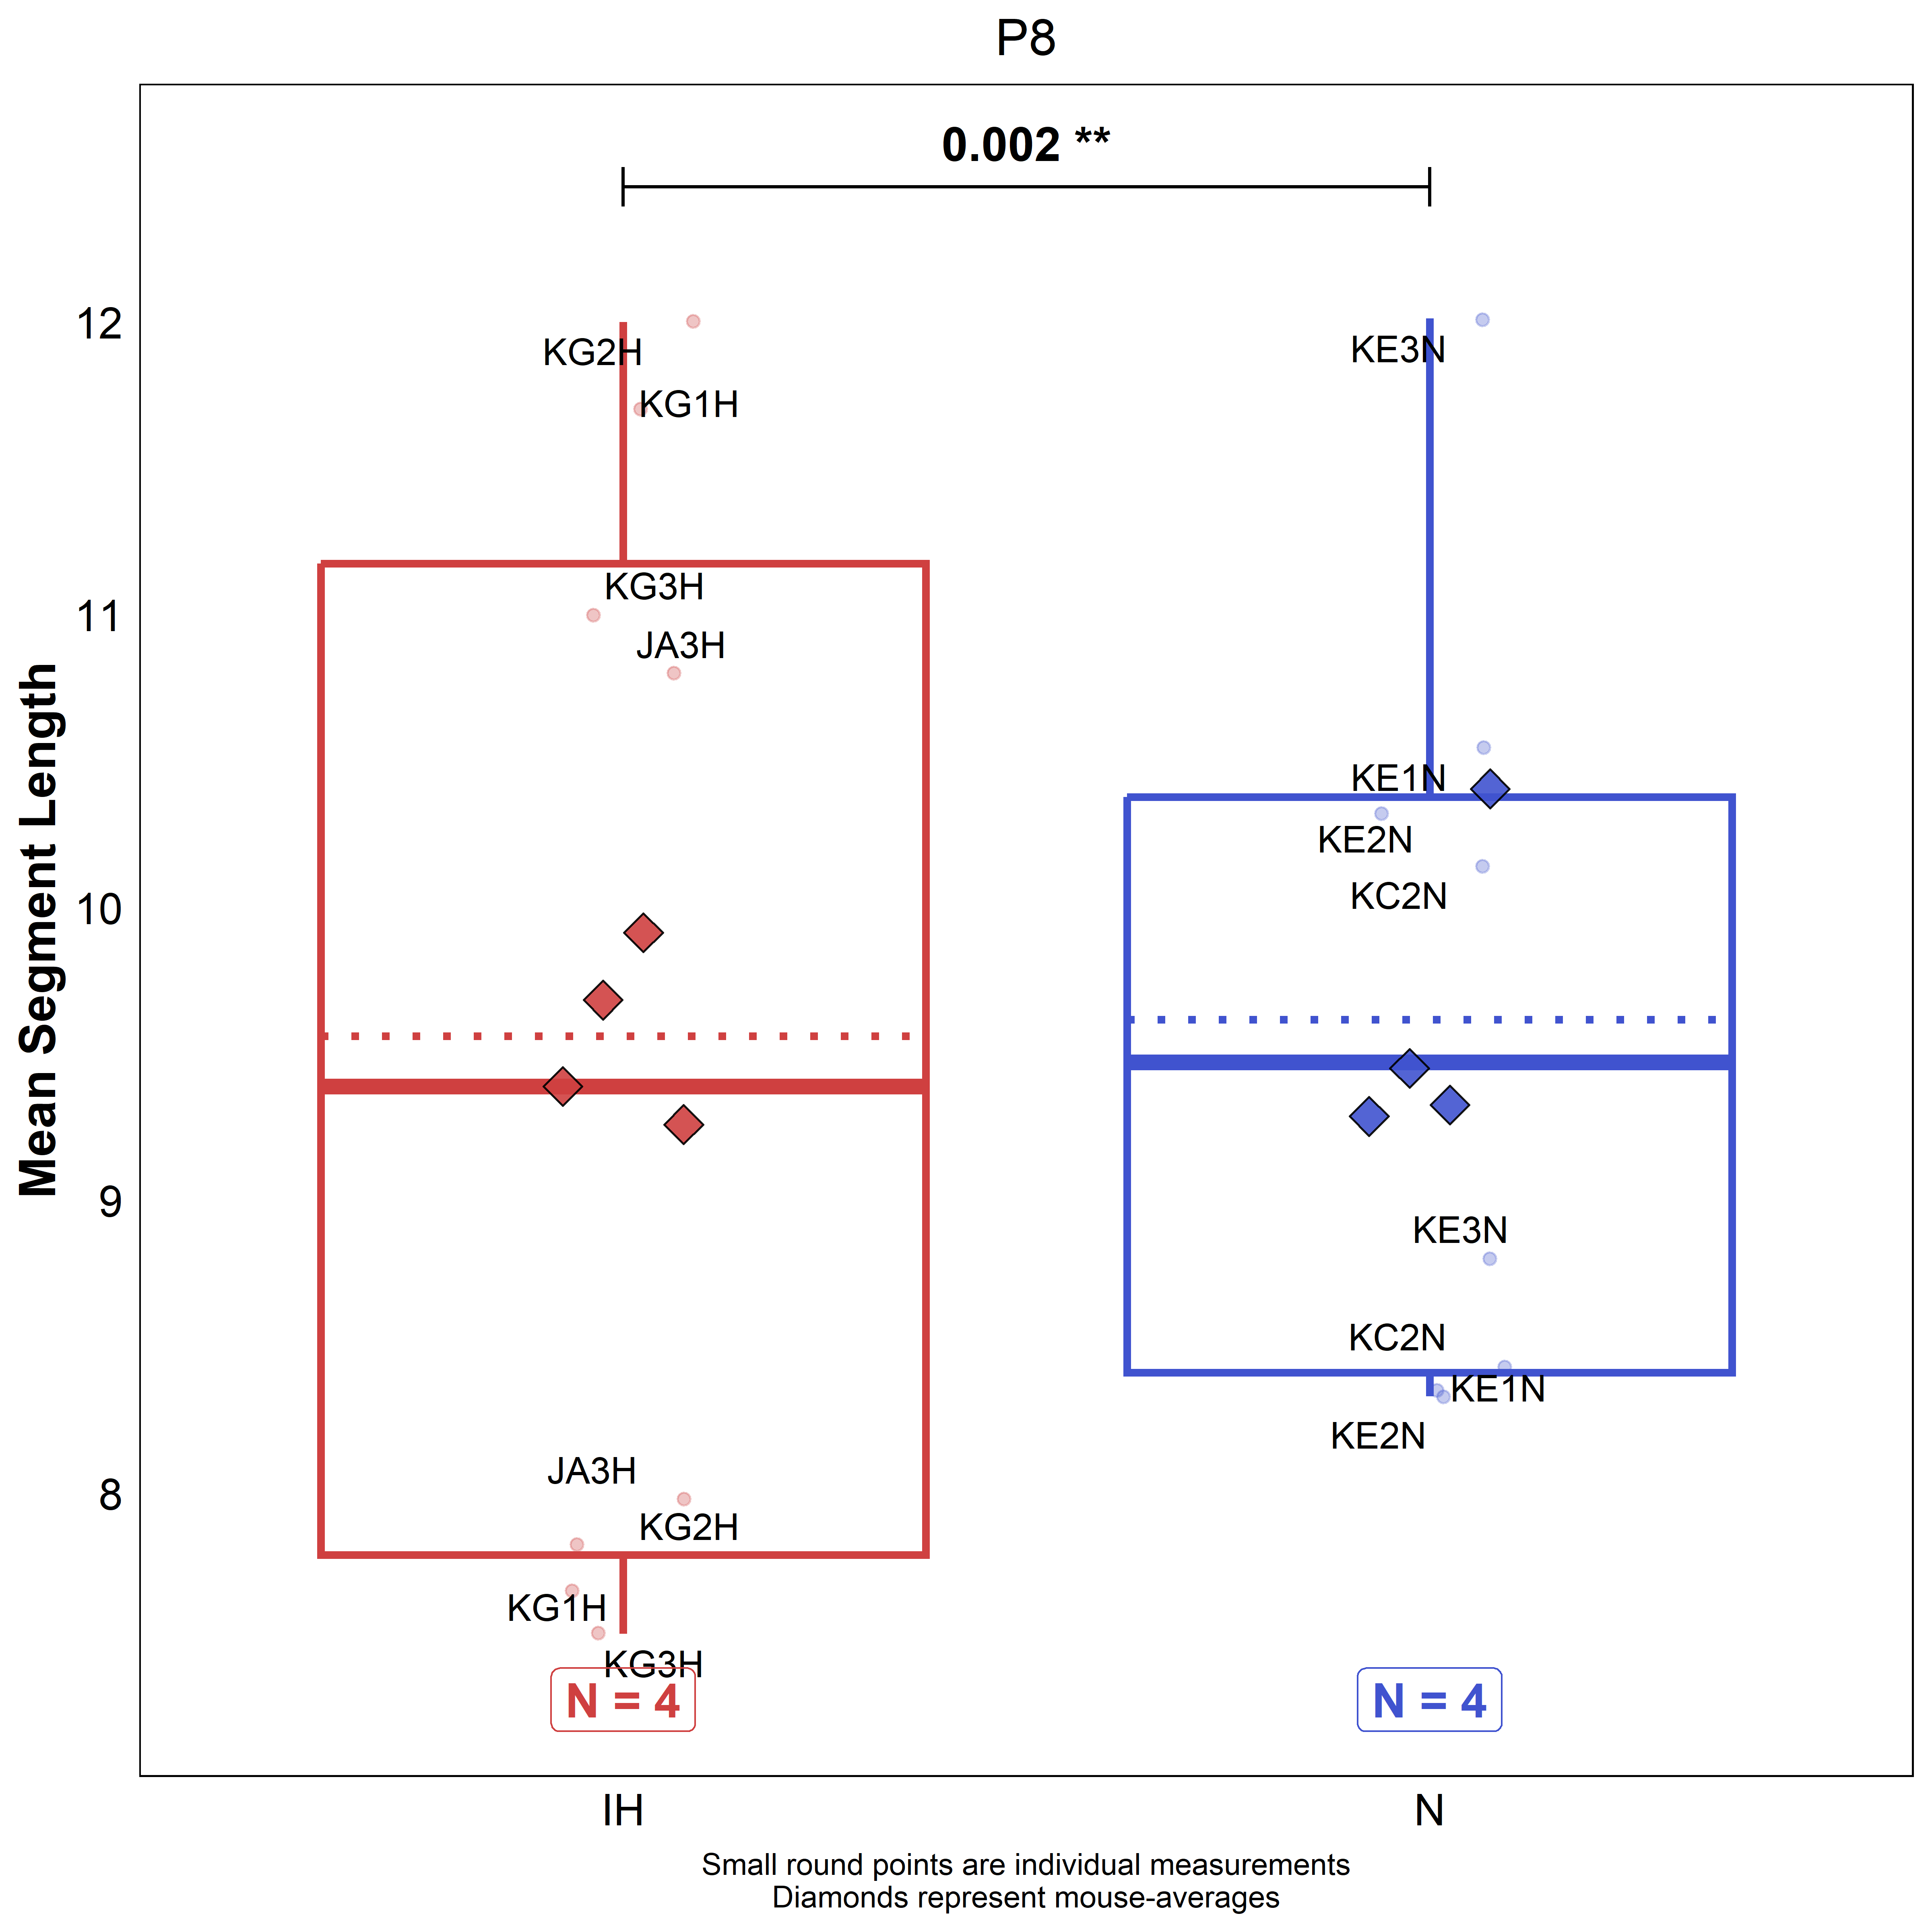 P8
0.002 **
12
KG2H
KE3N
KG1H
11
KG3H
JA3H
KE1N
KE2N
10
KC2N
Mean Segment Length
9
KE3N
KC2N
KE1N
KE2N
8
JA3H
KG2H
KG1H
KG3H
N = 4
N = 4
IH
N
Small round points are individual measurements
Diamonds represent mouse-averages